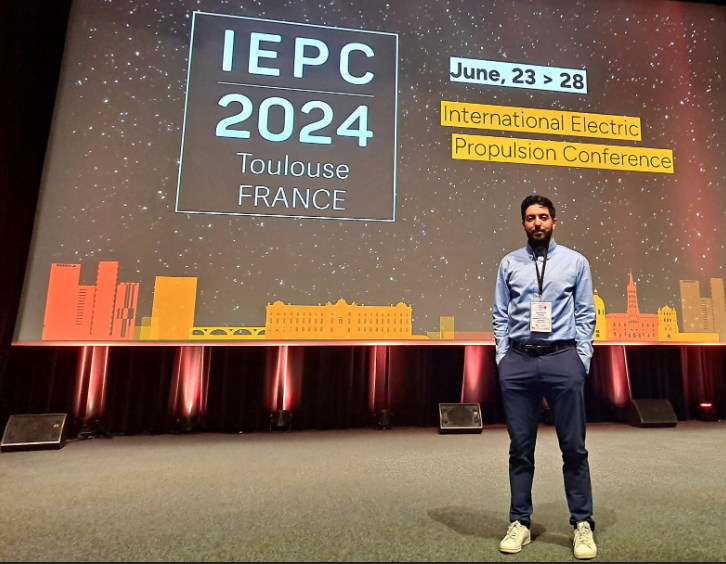 IEPC
2024
Toulouse
FRANCE
June, 23 > 28
International Electric
Propulsion Conference